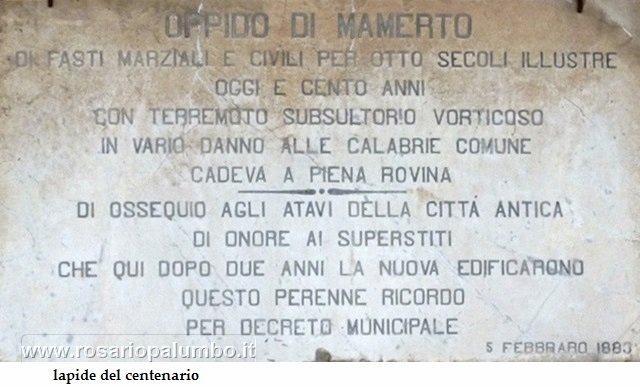 OPPIDO DI MAMERTO
DI FASTI MARZIALI E CIVILI PER OTTO SECOLI ILLUSTRE
OGGI E CENTO ANNI
CON TERREMOTO SUBSULTORIO VORTICOSO
IN VARIO DANNO ALLE CALABRIE COMUNE
CADEVA A PIENA ROVINA
DI OSSEQUIO AGLI ATAVI DELLA CITTÁ ANTICA
DI ONORE AI SUPERSTITI
CHE QUI DOPO DUE ANNI LA NUOVA EDIFICARONO
QUESTO PERENNE RICORDO
PER DECRETO MUNICIPALE
5 FEBBRARO 1883
www.rosariopalumbo.it
lapide del centenario